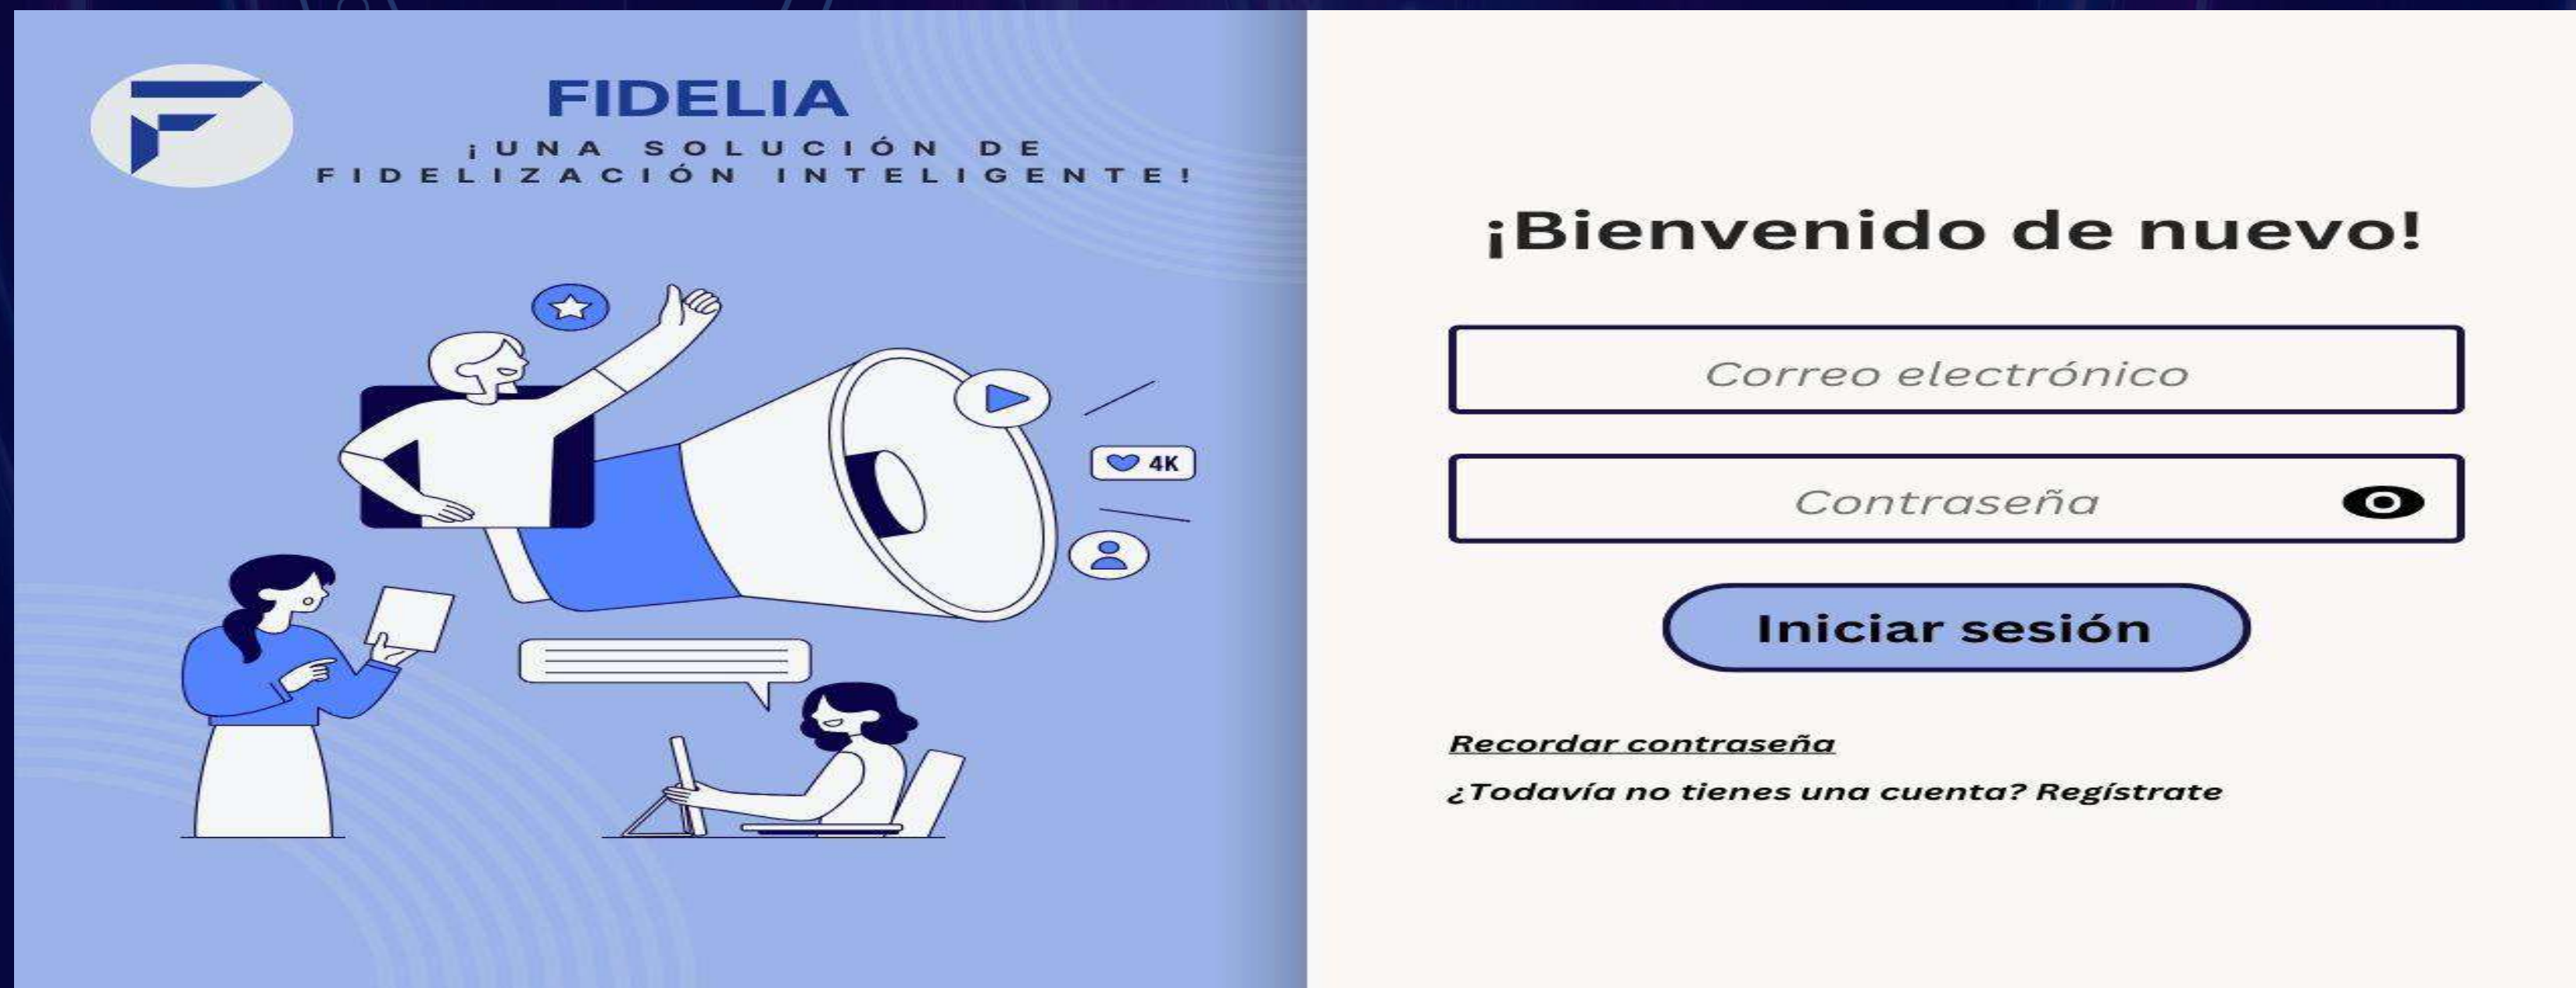 FIDELIA
¡UNA SOLUCIÓN DE
FIDELIZACIÓN INTELIGENTE!
4K
¡Bienvenido de nuevo!
Correo electrónico
Contraseña
Iniciar sesión
Recordar contraseña
¿Todavía no tienes una cuenta? Regístrate